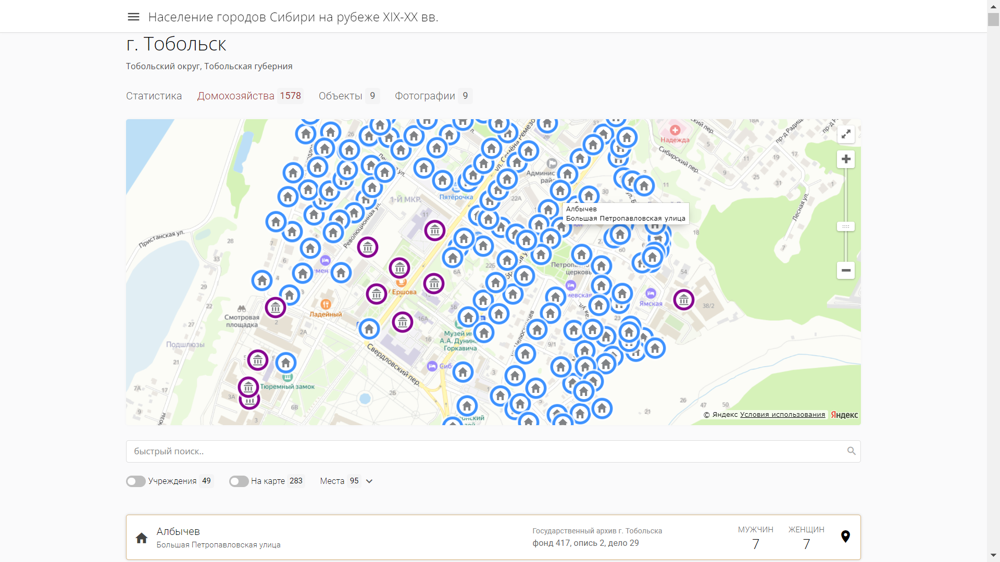 Население городов Сибири на рубеже XIX-XX вв.
г. Тобольск
Тобольский округ, Тобольская губерния
Статистика
Домохозяйства 1578
Объекты 9
Фотографии 9
Надежда
Сибирский пер.
Лесная ул.
Пятёрочка
1-Й МКР.
Пристанская ул.
Революционная ул.
Албычев
Большая Петропавловская улица
Ершова
Ладейный
Смотровая
площадка
Подшлюзы
Ямская
Музей
А.А. Дунин
Горкавича
Свердловский пер.
Тюремный замок
© Яндекс Условия использования Яндекс
быстрый поиск..
Учреждения 49
На карте 283
Места 95
Албычев
Большая Петропавловская улица
Государственный архив г. Тобольска
фонд 417, опись 2, дело 29
МУЖЧИН
7
ЖЕНЩИН
7